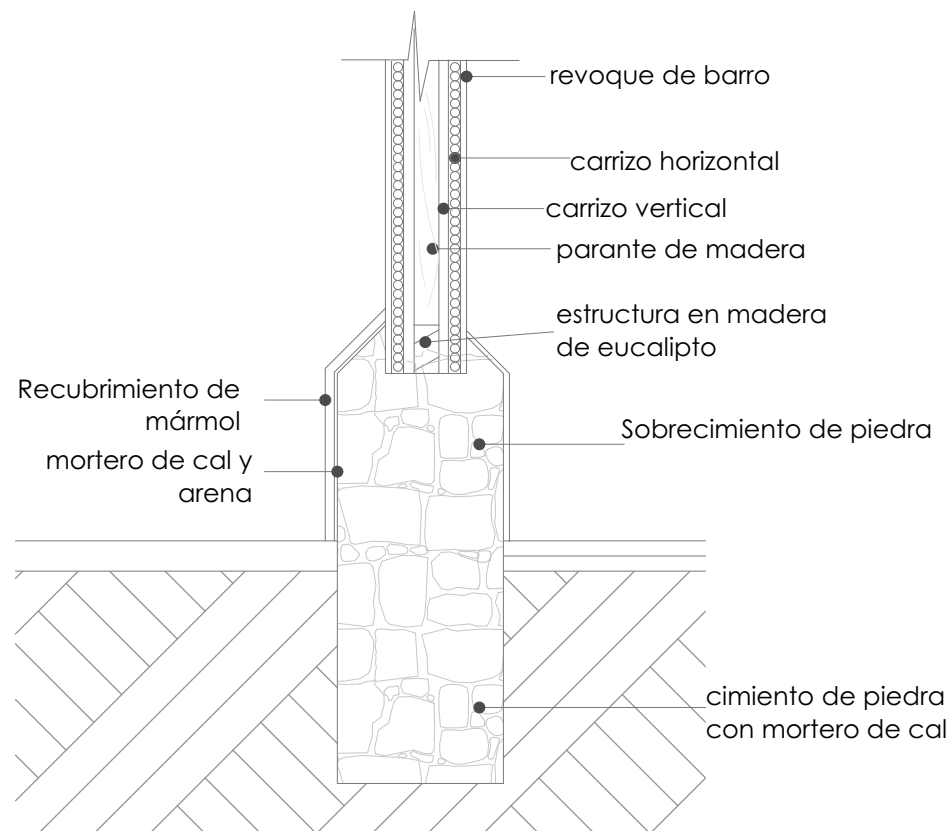 revoque de barro
carrizo horizontal
carrizo vertical
parante de madera
estructura en madera
de eucalipto
Recubrimiento de
mármol
Sobrecimiento de piedra
mortero de cal y
arena
cimiento de piedra
con mortero de cal